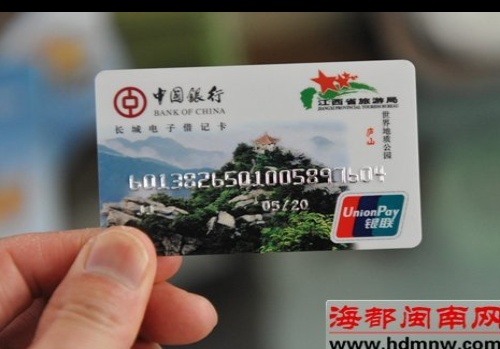 中国银行
BANK OF CHINA
长城电子借记卡
江西省旅游局
世界地质公园
庐山
05/20
UnionPay
银联
海都闽南网
www.hdmnw.com